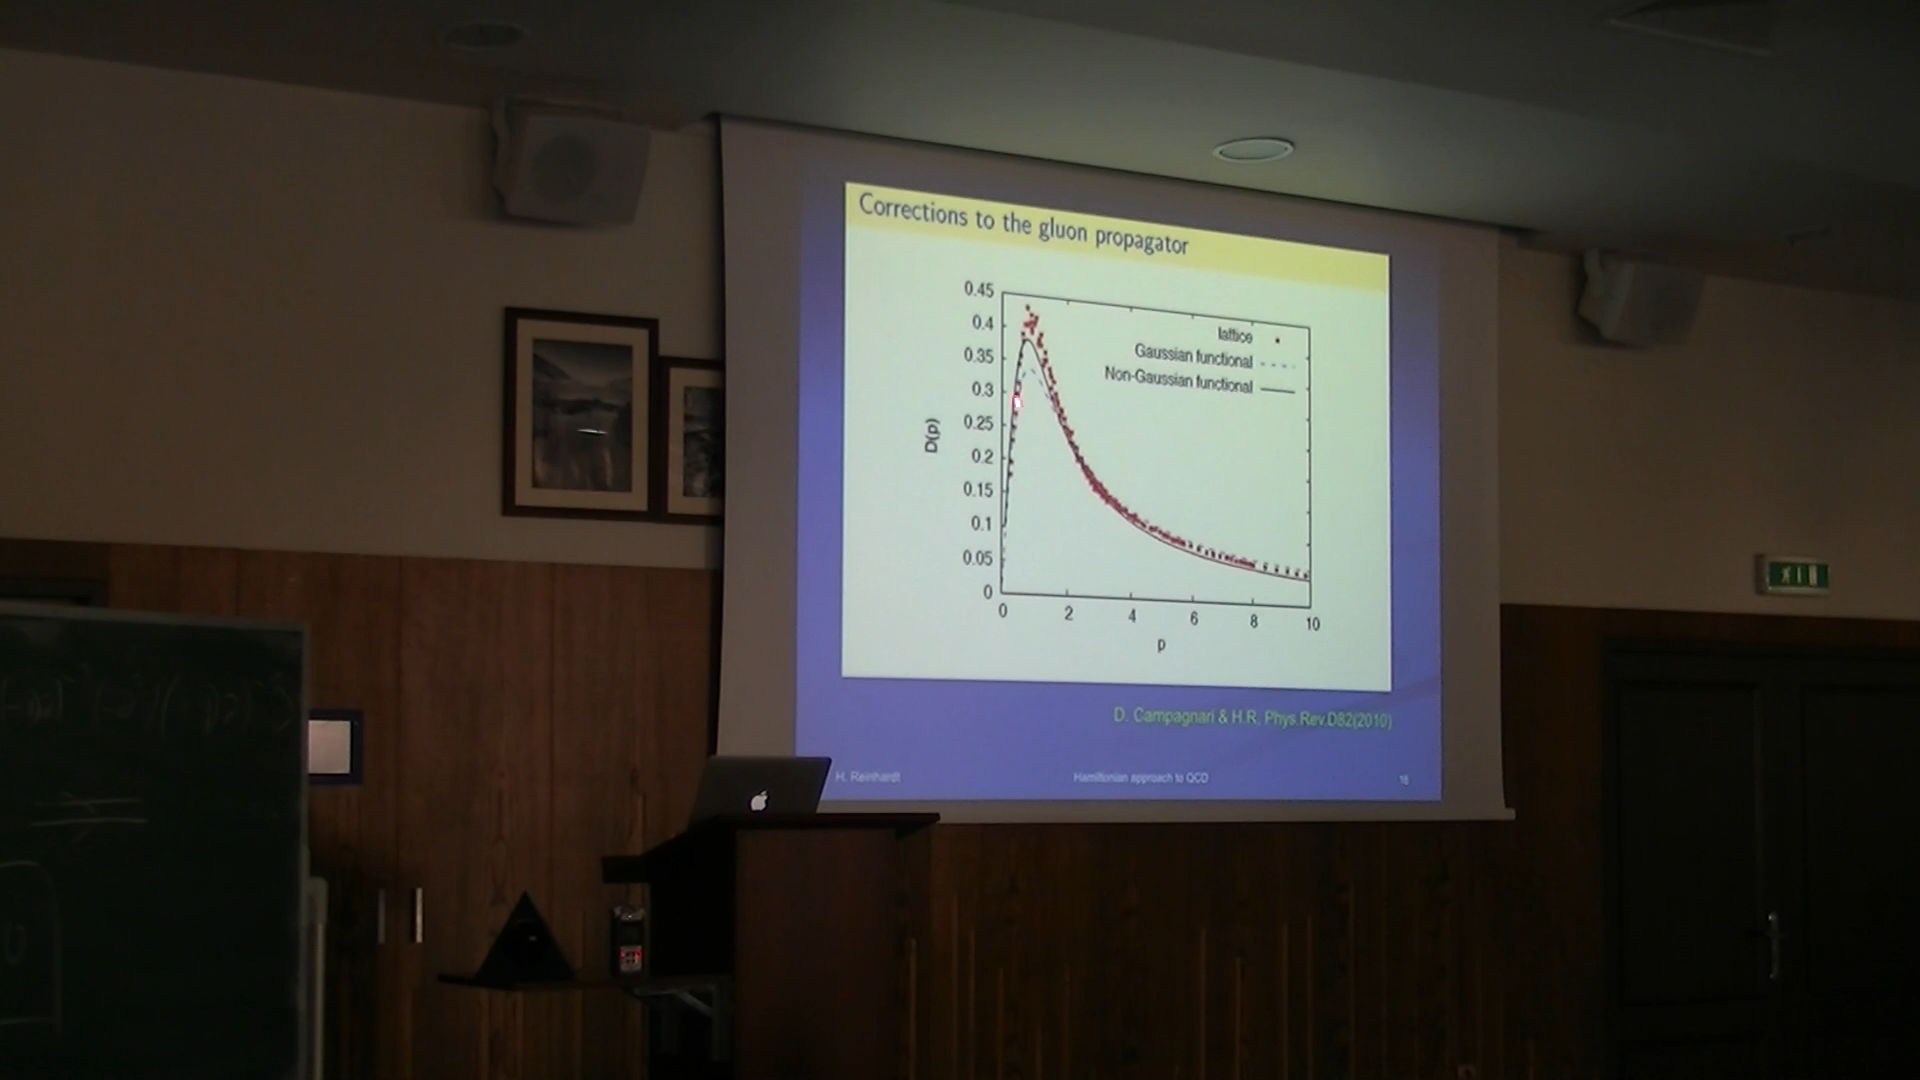 Corrections to the gluon propagator
0.45
0.4
0.35
0.3
0.25
0.2
0.15
0.1
0.05
0
D(p)
lattice
Gaussian functional
Non-Gaussian functional
0 2 4 6 8 10
p
D. Campagnari & H.R. Phys.Rev.D82(2010)
H. Reinhardt Hamiltonian approach to QCD